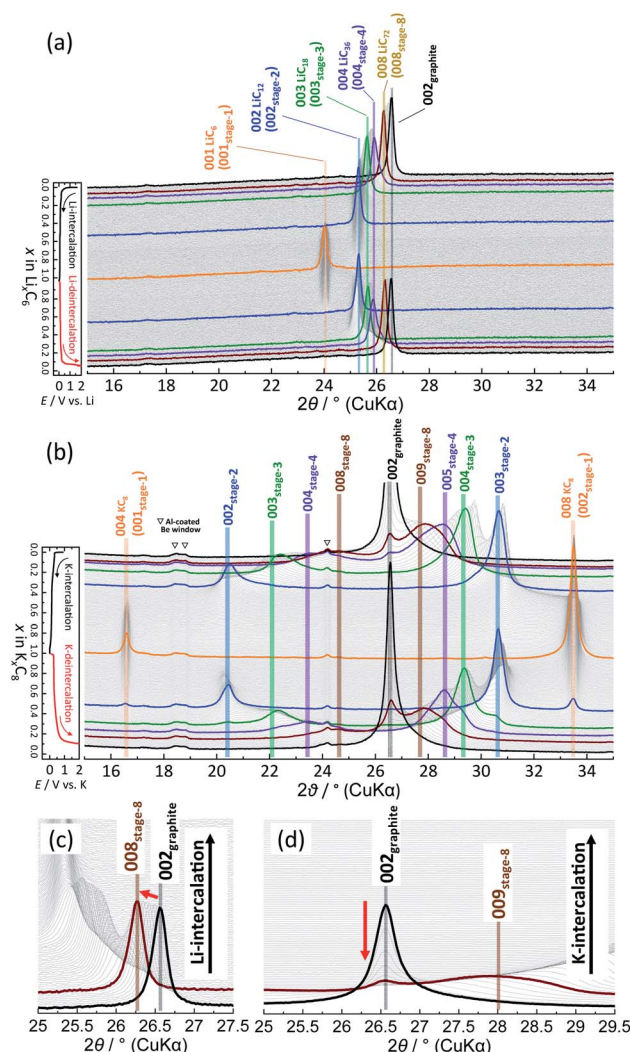 (a)
001 LiC6
(001stage-1)
002 LiC12
(002stage-2)
003 LiC18
(003stage-3)
004 LiC36
(004stage-4)
008 LiC72
(008stage-8)
002graphite
x in LixC6
0.0 0.2 0.4 0.6 0.8 1.0 0.8 0.6 0.4 0.2 0.0
Li-intercalation
Li-deintercalation
0 1 2
E / V vs. Li
16 18 20 22 24 26 28 30 32 34
2θ / ° (CuKα)
(b)
004 KC8
(001stage-1)
▽ Al-coated
Be window
002stage-2
003stage-3
004stage-4
008stage-8
002graphite
009stage-8
005stage-4
004stage-3
003stage-2
008 KC8
(002stage-1)
x in KxC8
0.0 0.2 0.4 0.6 0.8 1.0 0.8 0.6 0.4 0.2 0.0
K-intercalation
K-deintercalation
0 1 2
E / V vs. K
16 18 20 22 24 26 28 30 32 34
2ϑ / ° (CuKα)
(c)
008stage-8
002graphite
Li-intercalation
25 25.5 26 26.5 27 27.5
2θ / ° (CuKα)
(d)
002graphite
009stage-8
K-intercalation
25 25.5 26 26.5 27 27.5 28 28.5 29 29.5
2θ / ° (CuKα)